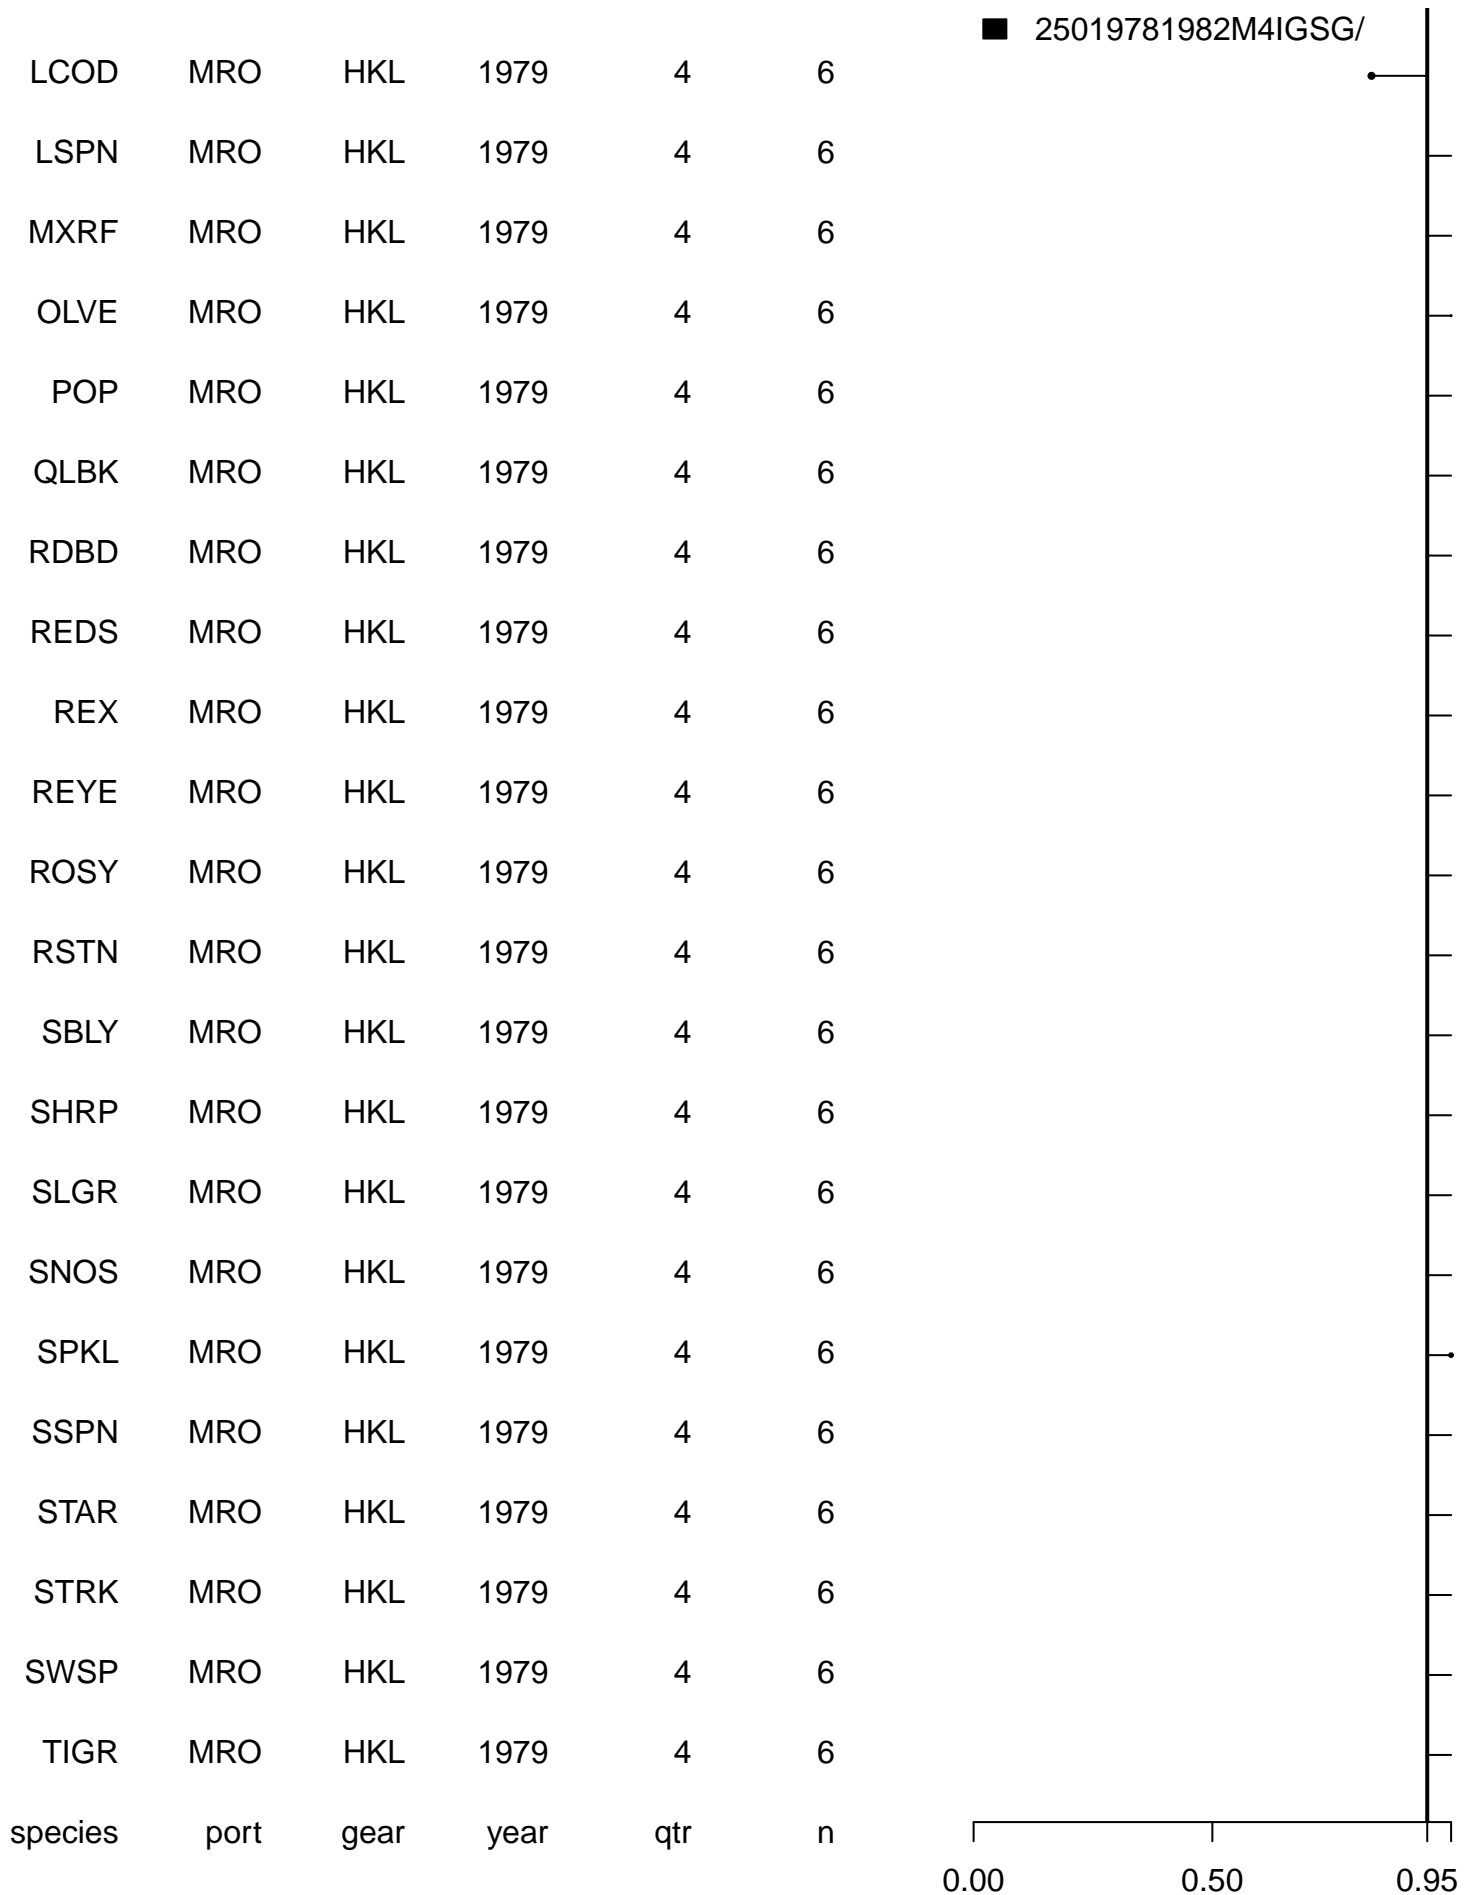 25019781982M4IGSG/
LCOD MRO HKL 1979 4 6
LSPN MRO HKL 1979 4 6
MXRF MRO HKL 1979 4 6
OLVE MRO HKL 1979 4 6
POP MRO HKL 1979 4 6
QLBK MRO HKL 1979 4 6
RDBD MRO HKL 1979 4 6
REDS MRO HKL 1979 4 6
REX MRO HKL 1979 4 6
REYE MRO HKL 1979 4 6
ROSY MRO HKL 1979 4 6
RSTN MRO HKL 1979 4 6
SBLY MRO HKL 1979 4 6
SHRP MRO HKL 1979 4 6
SLGR MRO HKL 1979 4 6
SNOS MRO HKL 1979 4 6
SPKL MRO HKL 1979 4 6
SSPN MRO HKL 1979 4 6
STAR MRO HKL 1979 4 6
STRK MRO HKL 1979 4 6
SWSP MRO HKL 1979 4 6
TIGR MRO HKL 1979 4 6
species port gear year qtr n
0.00 0.50 0.95